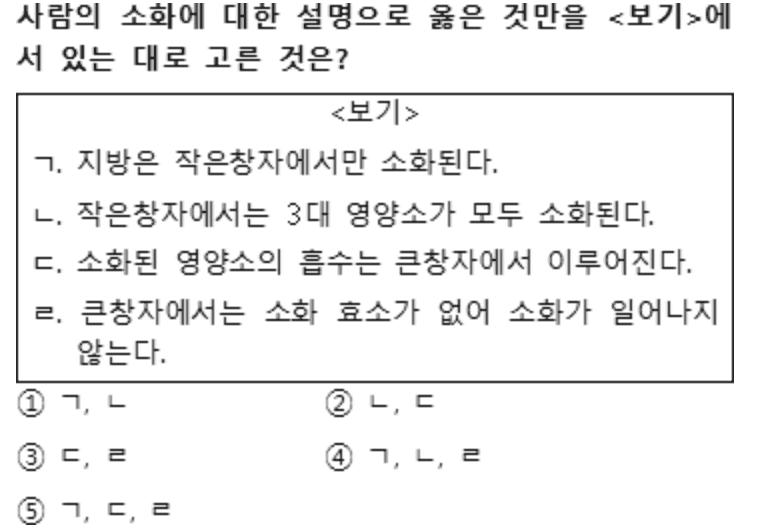 사람의 소화에 대한 설명으로 옳은 것만을 <보기>에
서 있는 대로 고른 것은?
<보기>
ㄱ. 지방은 작은창자에서만 소화된다.
ㄴ. 작은창자에서는 3대 영양소가 모두 소화된다.
ㄷ. 소화된 영양소의 흡수는 큰창자에서 이루어진다.
ㄹ. 큰창자에서는 소화 효소가 없어 소화가 일어나지
않는다.
① ㄱ, ㄴ ② ㄴ, ㄷ
③ ㄷ, ㄹ ④ ㄱ, ㄴ, ㄹ
⑤ ㄱ, ㄷ, ㄹ